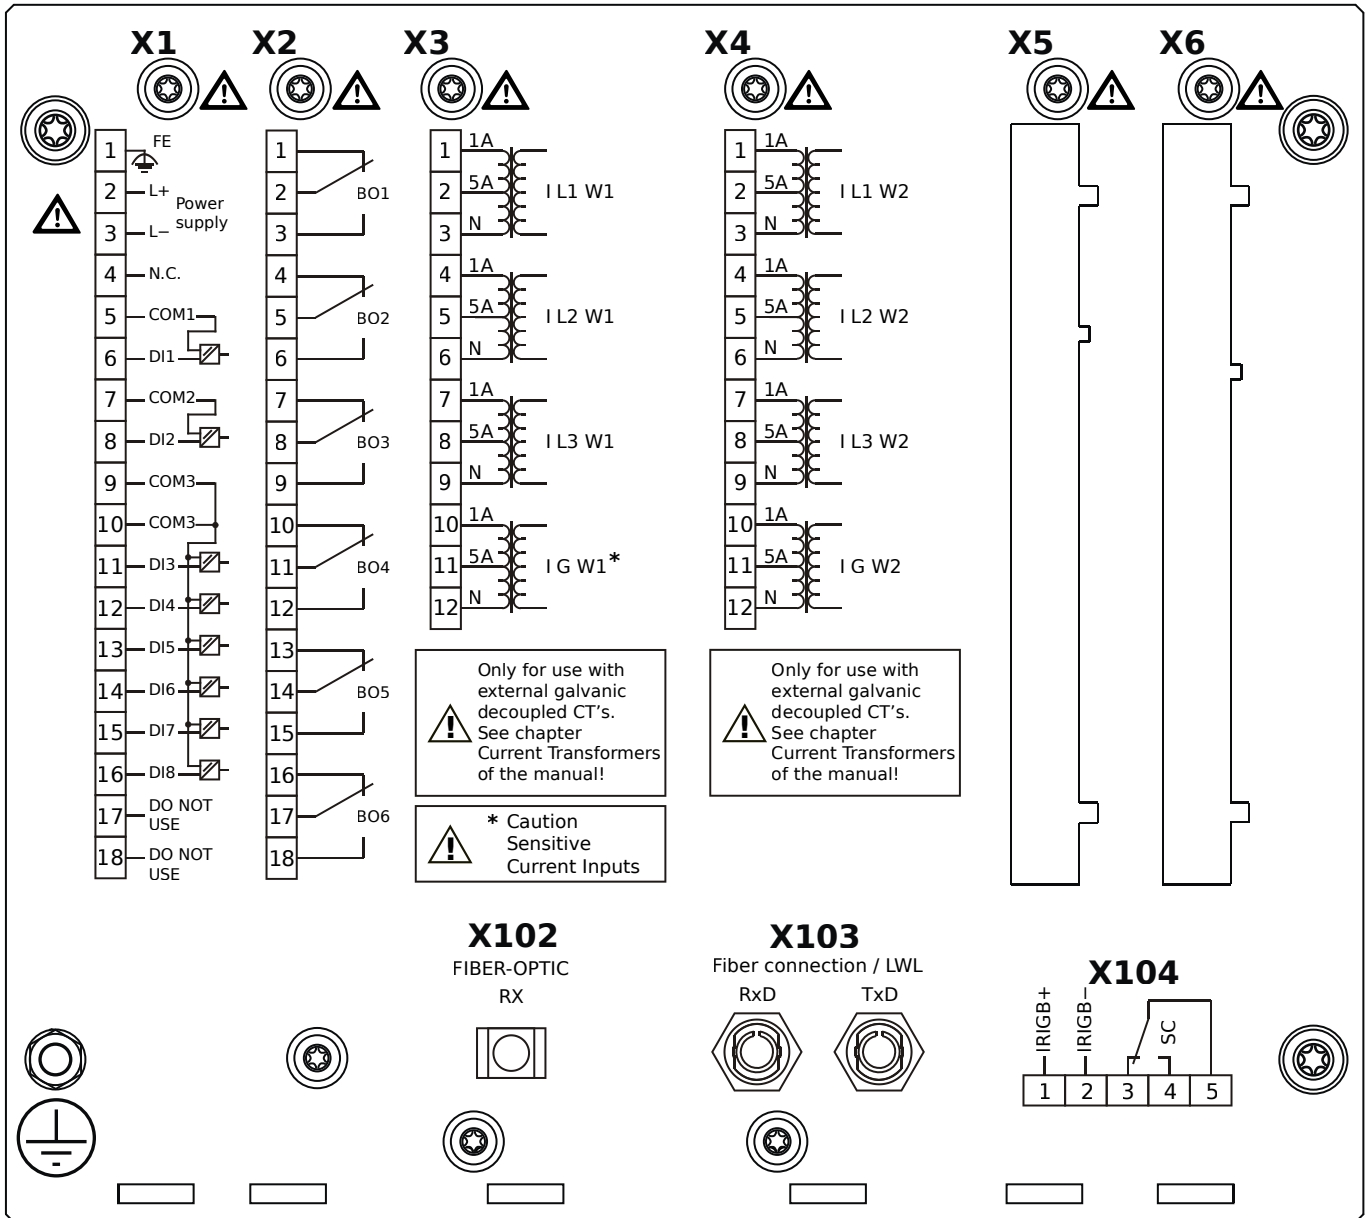 X1 X2 X3 X4 X5 X6
1 FE
2 L+
Power
supply
3 L−
4 N.C.
5 COM1
6 DI1
7 COM2
8 DI2
9 COM3
10 COM3
11 DI3
12 DI4
13 DI5
14 DI6
15 DI7
16 DI8
17 DO NOT
USE
18 DO NOT
USE
1
2 BO1
3
4
5 BO2
6
7
8 BO3
9
10
11 BO4
12
13
14 BO5
15
16
17 BO6
18
1 1A
2 5A I L1 W1
3 N
4 1A
5 5A I L2 W1
6 N
7 1A
8 5A I L3 W1
9 N
10 1A
11 5A I G W1*
12 N
! Only for use with
external galvanic
decoupled CT's.
See chapter
Current Transformers
of the manual!
! * Caution
Sensitive
Current Inputs
1 1A
2 5A I L1 W2
3 N
4 1A
5 5A I L2 W2
6 N
7 1A
8 5A I L3 W2
9 N
10 1A
11 5A I G W2
12 N
! Only for use with
external galvanic
decoupled CT's.
See chapter
Current Transformers
of the manual!
X102
FIBER-OPTIC
RX
X103
Fiber connection / LWL
RxD TxD
X104
IRIGB+ IRIGB− SC
1 2 3 4 5